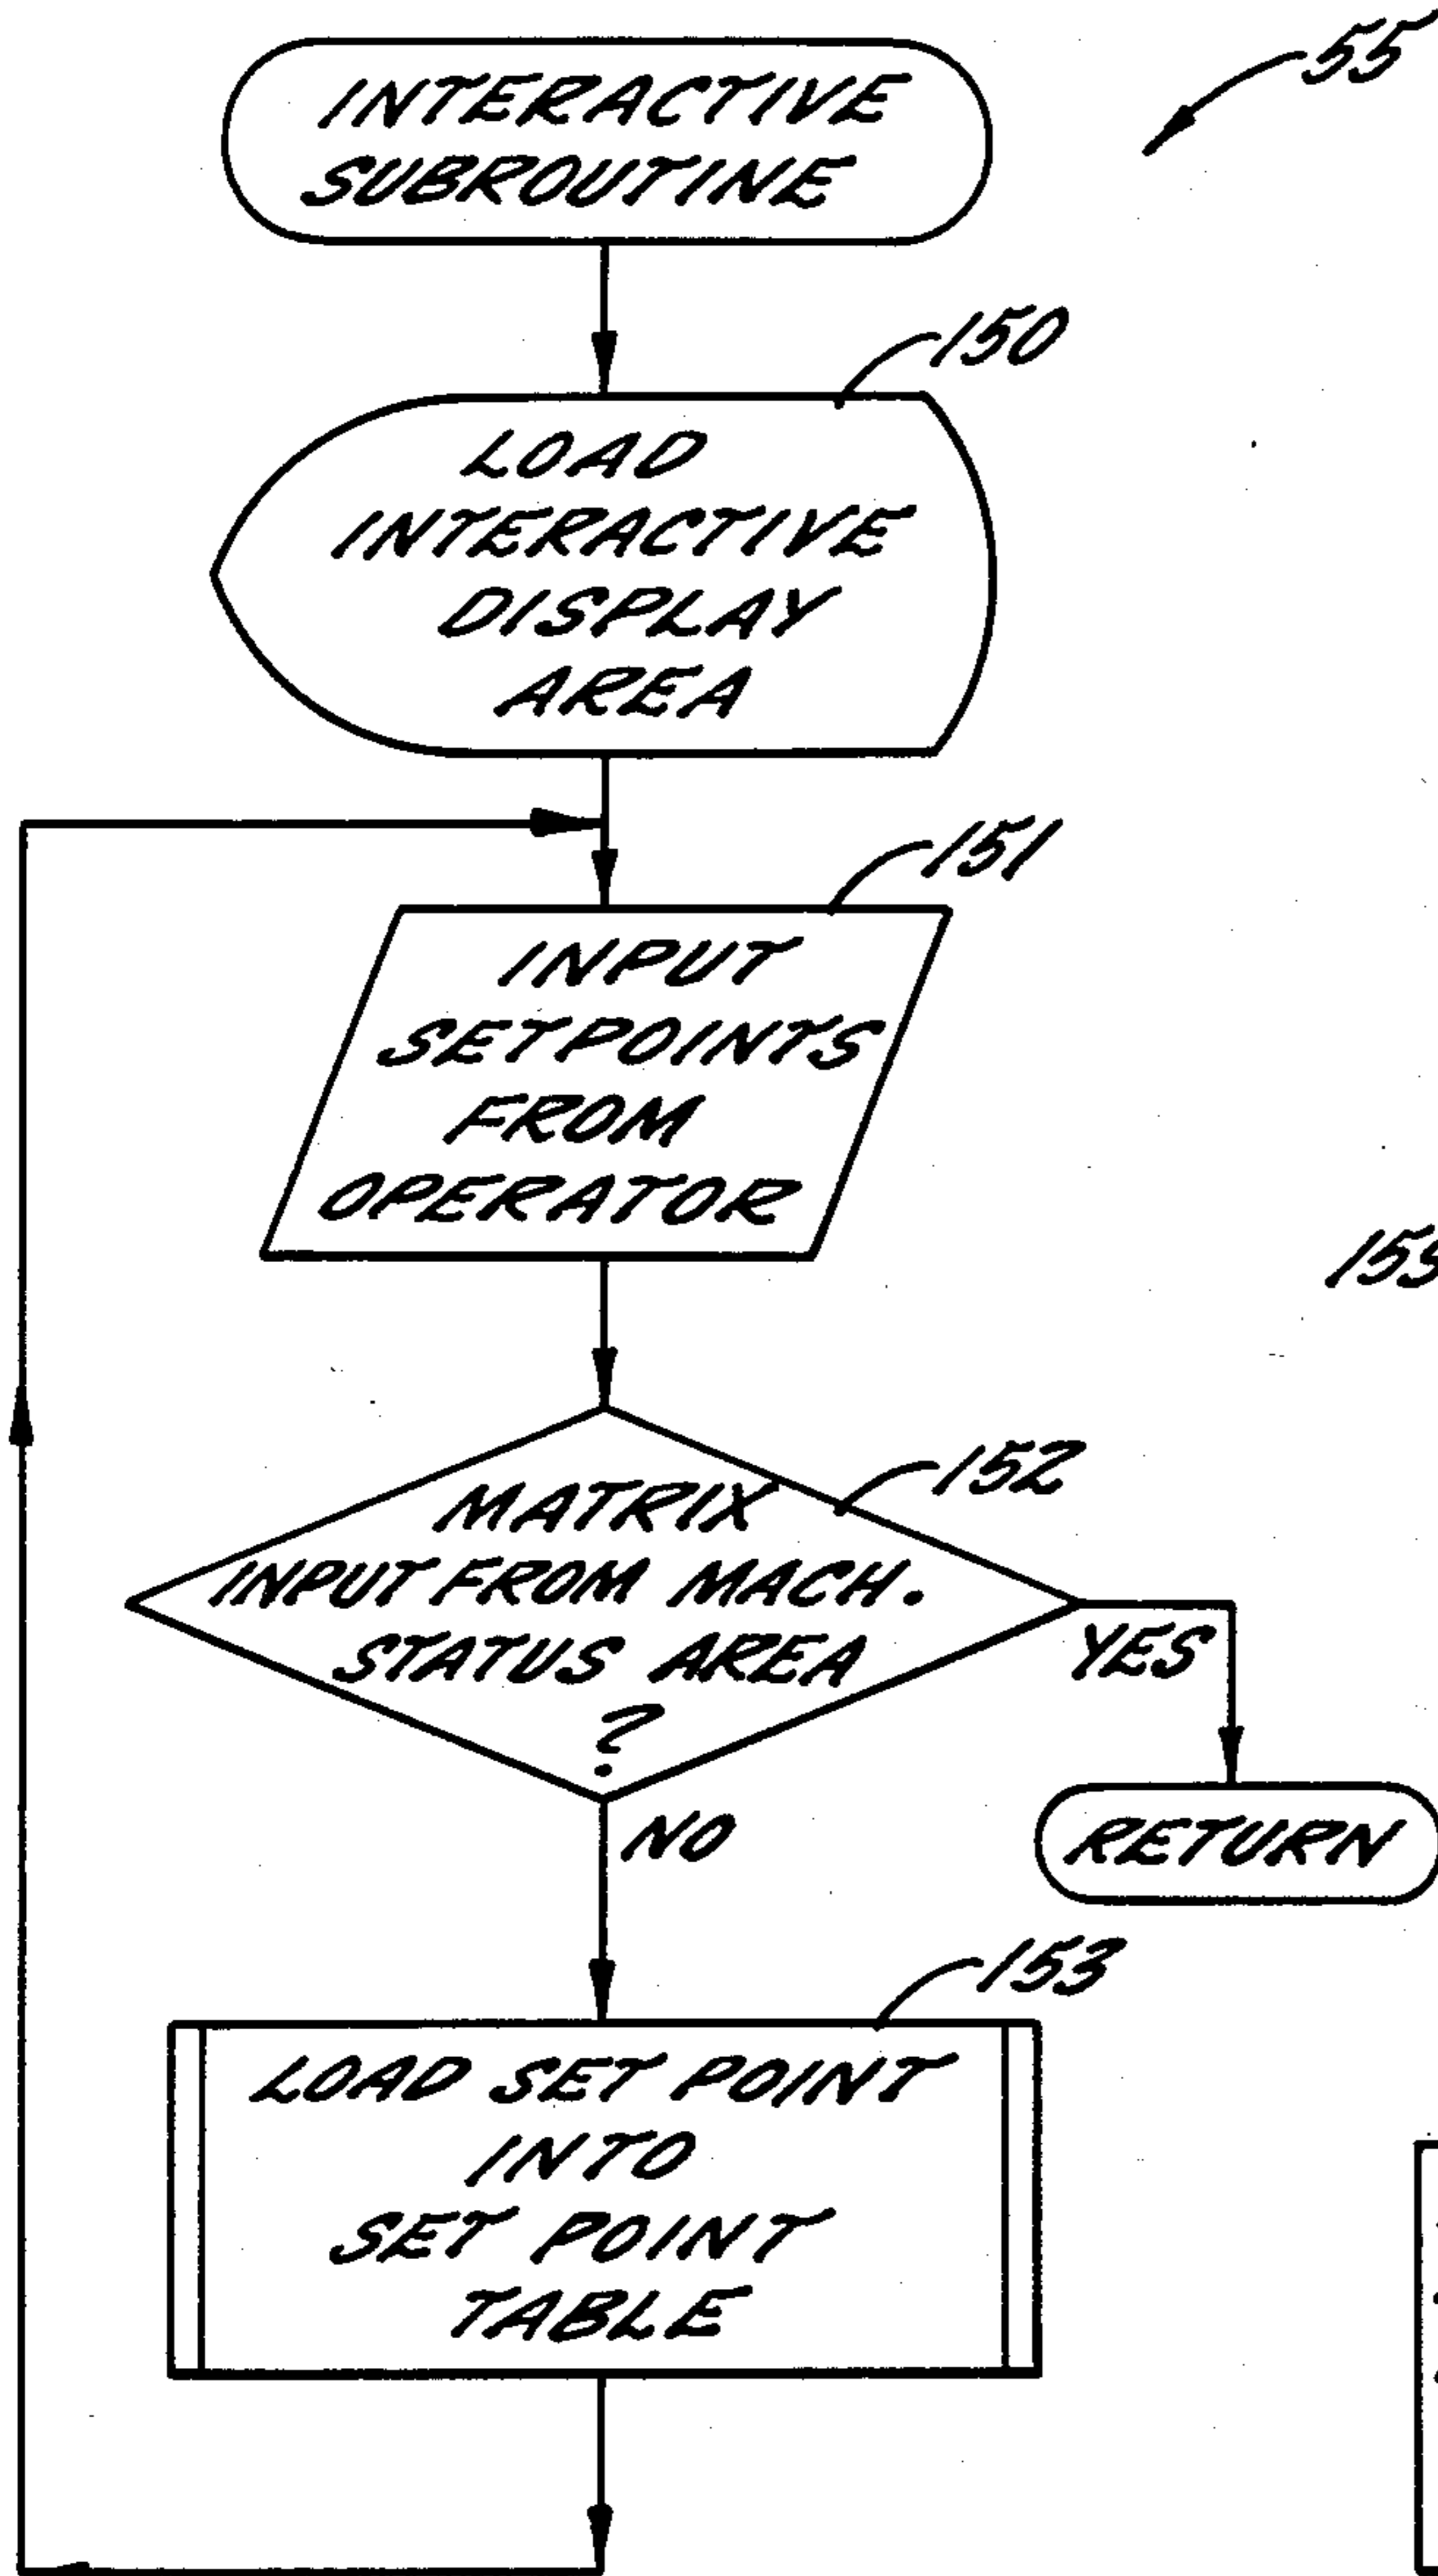 INTERACTIVE
SUBROUTINE
55
150
LOAD
INTERACTIVE
DISPLAY
AREA
151
INPUT
SETPOINTS
FROM
OPERATOR
152
MATRIX
INPUT FROM MACH.
STATUS AREA
?
YES
RETURN
NO
153
LOAD SET POINT
INTO
SET POINT
TABLE